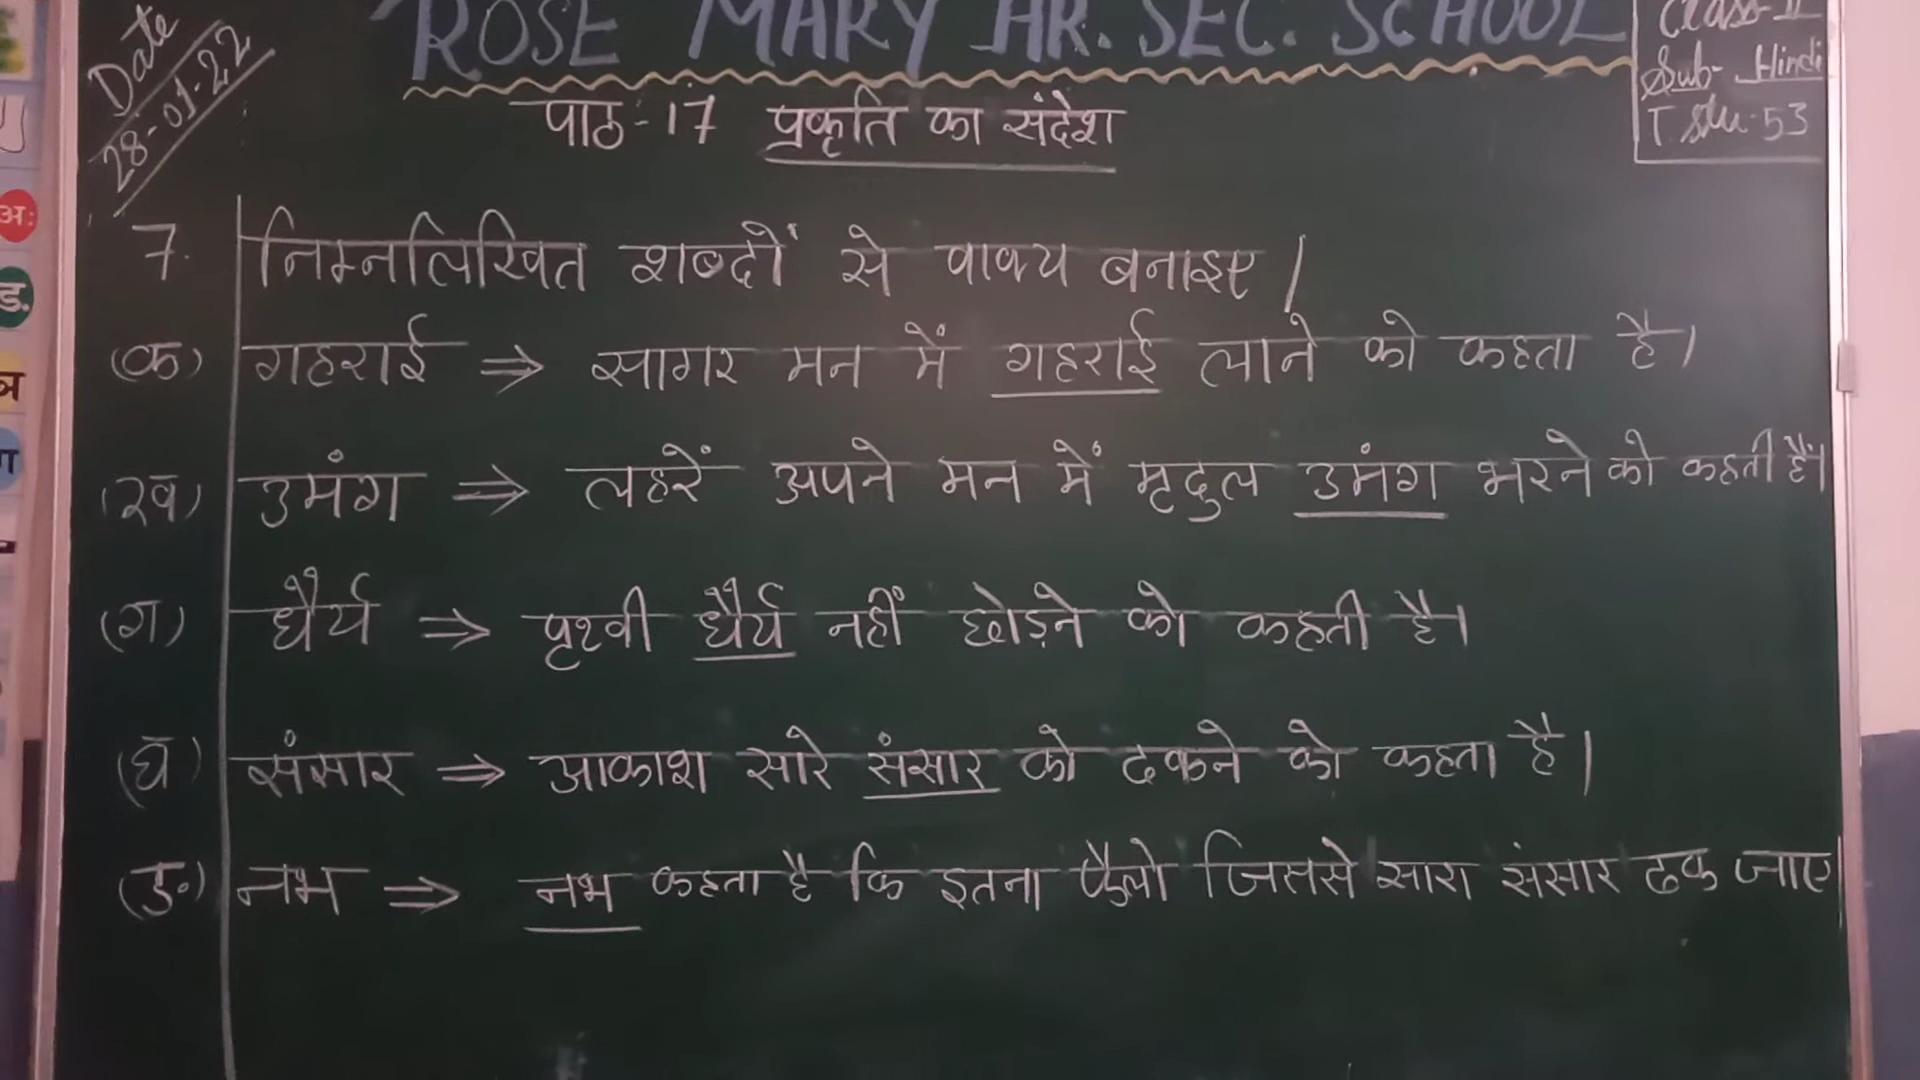 ROSE MARY HR. SEC. SCHOOL
Date
28-01-22
Class-II
Sub- Hindi
T. Stu-53
पाठ-17 प्रकृति का संदेश
7. निम्नलिखित शब्दों से वाक्य बनाइए।
(क) गहराई ⇒ सागर मन में गहराई लाने को कहता है।
(ख) उमंग ⇒ लहरें अपने मन में मृदुल उमंग भरने को कहती हैं।
(ग) धैर्य ⇒ पृथ्वी धैर्य नहीं छोड़ने को कहती है।
(घ) संसार ⇒ आकाश सारे संसार को ढकने को कहता है।
(ङ) नभ ⇒ नभ कहता है कि इतना फैलो जिससे सारा संसार ढक जाए।
अः
ङ
ञ